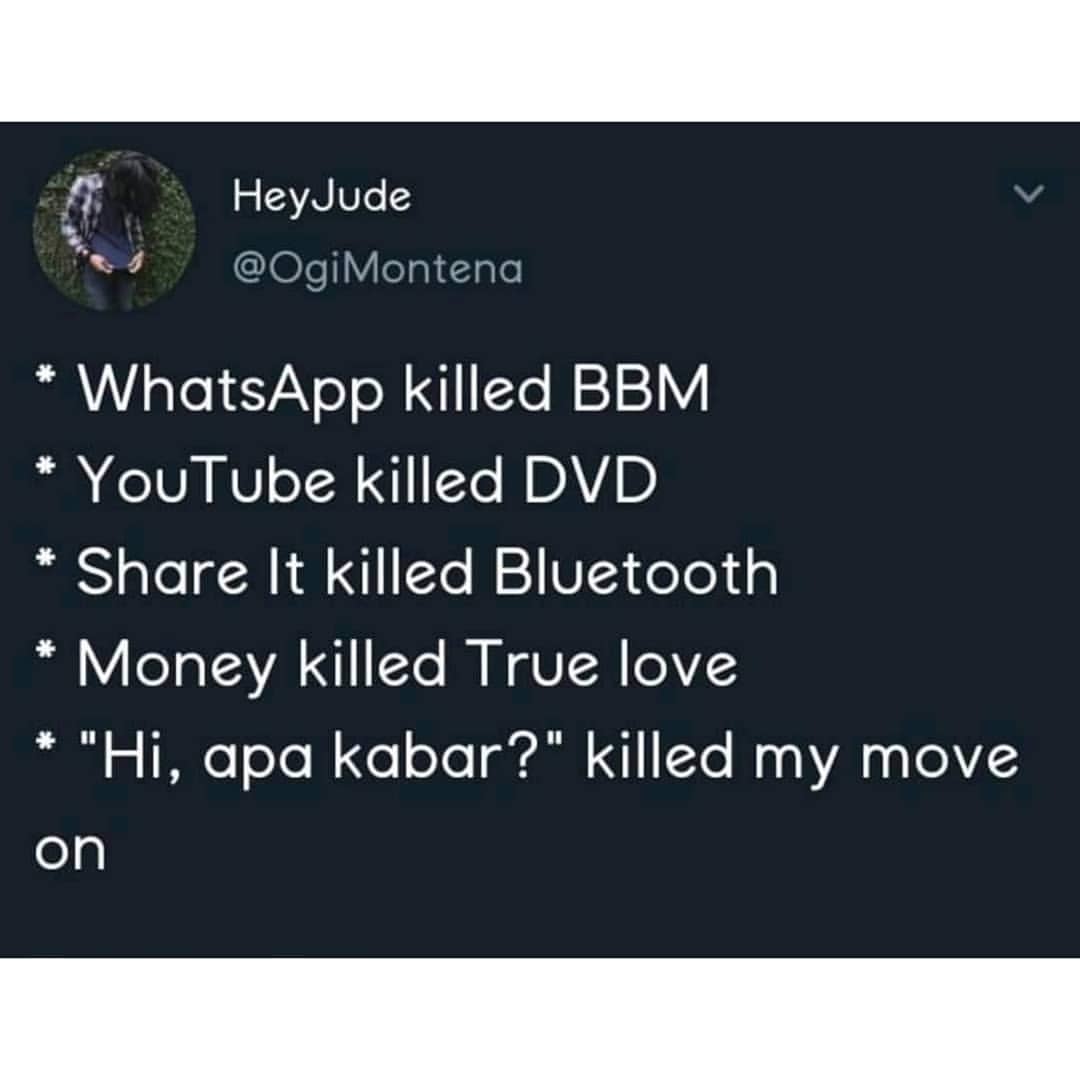 HeyJude
@OgiMontena
* WhatsApp killed BBM
* YouTube killed DVD
* Share It killed Bluetooth
* Money killed True love
* "Hi, apa kabar?" killed my move
on